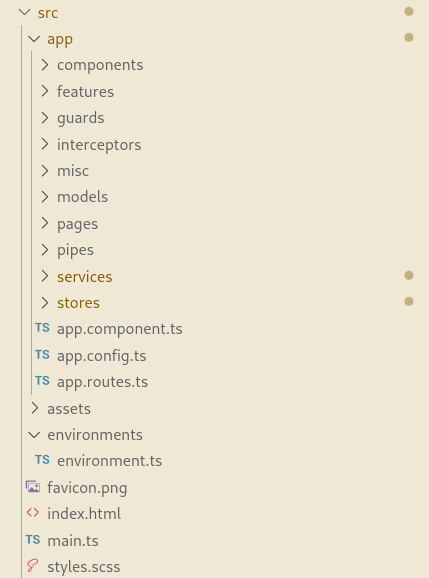 src
app
components
features
guards
interceptors
misc
models
pages
pipes
services
stores
TS app.component.ts
TS app.config.ts
TS app.routes.ts
assets
environments
TS environment.ts
favicon.png
<> index.html
TS main.ts
styles.scss